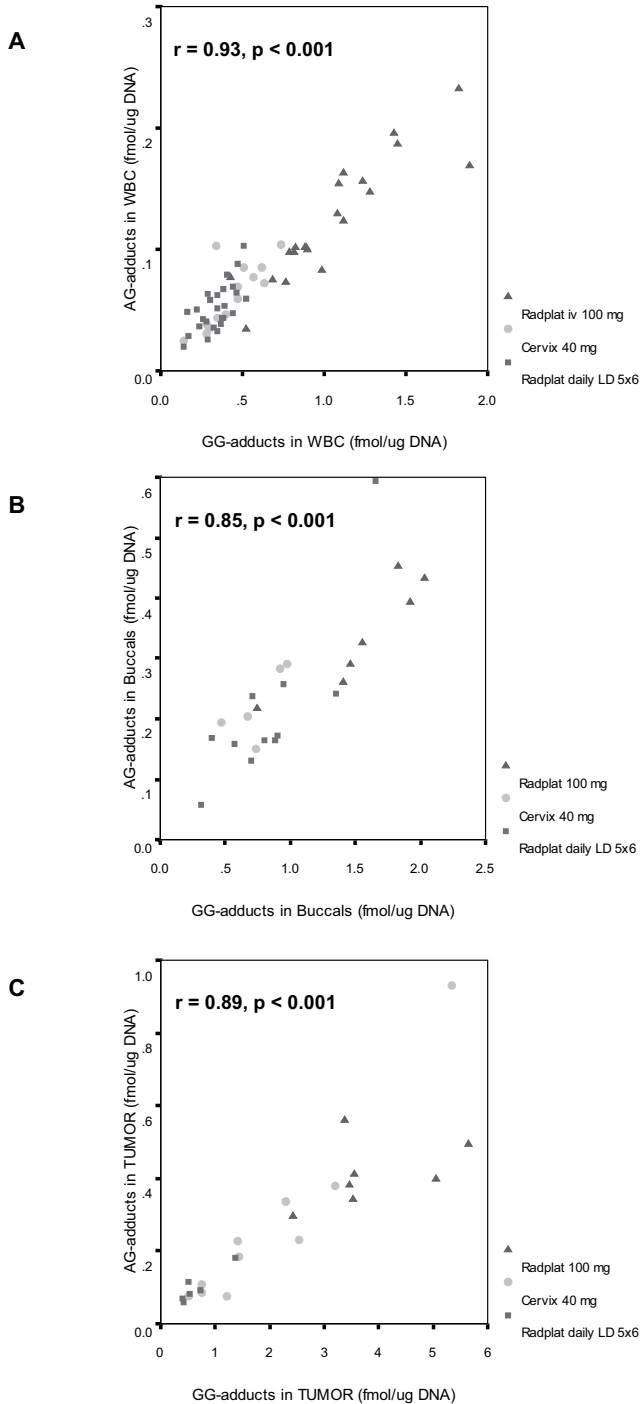 A
r = 0.93, p < 0.001
AG-adducts in WBC (fmol/ug DNA)
.3
.2
.1
0.0
0.0
.5
1.0
1.5
2.0
GG-adducts in WBC (fmol/ug DNA)
Radplat iv 100 mg
Cervix 40 mg
Radplat daily LD 5x6
B
r = 0.85, p < 0.001
AG-adducts in Buccals (fmol/ug DNA)
.6
.5
.4
.3
.2
.1
0.0
0.0
.5
1.0
1.5
2.0
2.5
GG-adducts in Buccals (fmol/ug DNA)
Radplat 100 mg
Cervix 40 mg
Radplat daily LD 5x6
C
r = 0.89, p < 0.001
AG-adducts in TUMOR (fmol/ug DNA)
1.0
.8
.6
.4
.2
0.0
0
1
2
3
4
5
6
GG-adducts in TUMOR (fmol/ug DNA)
Radplat 100 mg
Cervix 40 mg
Radplat daily LD 5x6